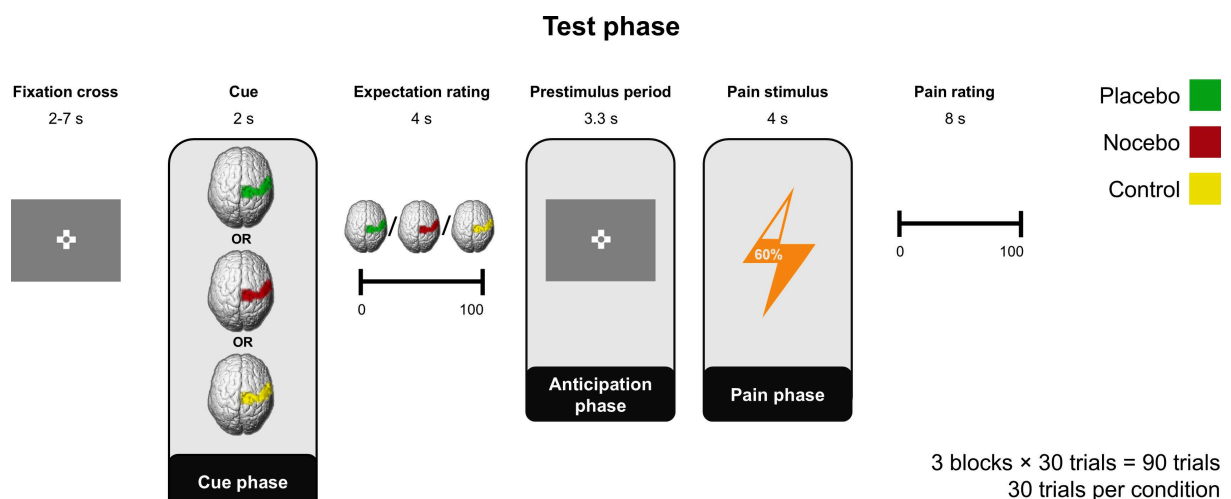 Test phase
Fixation cross
2-7 s
Cue
2 s
Expectation rating
4 s
Prestimulus period
3.3 s
Pain stimulus
4 s
Pain rating
8 s
Placebo
Nocebo
Control
OR
OR
Cue phase
/ /
0 100
Anticipation
phase
60%
Pain phase
0 100
3 blocks × 30 trials = 90 trials
30 trials per condition